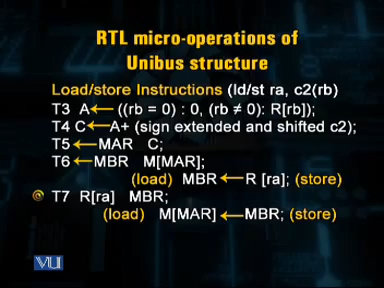 RTL micro-operations of
Unibus structure
Load/store Instructions (ld/st ra, c2(rb)
T3 A← ((rb = 0) : 0, (rb ≠ 0): R[rb]);
T4 C←A+ (sign extended and shifted c2);
T5 ←MAR C;
T6 ←MBR M[MAR];
(load) MBR← R [ra]; (store)
T7 R[ra] MBR;
(load) M[MAR] ←MBR; (store)
VU